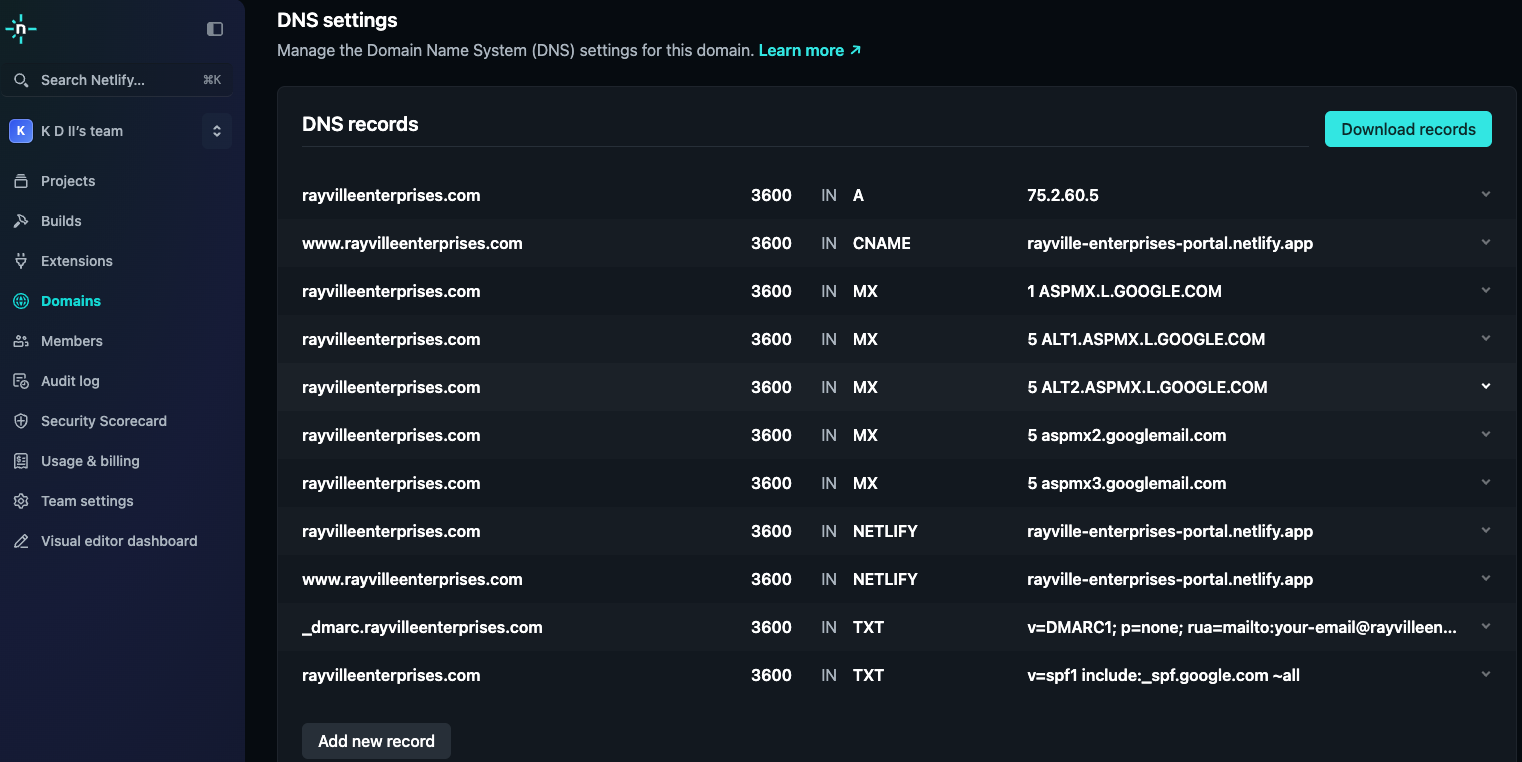 DNS settings
Manage the Domain Name System (DNS) settings for this domain. Learn more ↗
n
Search Netlify... ⌘K
K K D II's team
Projects
Builds
Extensions
Domains
Members
Audit log
Security Scorecard
Usage & billing
Team settings
Visual editor dashboard
DNS records
Download records
rayvilleenterprises.com 3600 IN A 75.2.60.5
www.rayvilleenterprises.com 3600 IN CNAME rayville-enterprises-portal.netlify.app
rayvilleenterprises.com 3600 IN MX 1 ASPMX.L.GOOGLE.COM
rayvilleenterprises.com 3600 IN MX 5 ALT1.ASPMX.L.GOOGLE.COM
rayvilleenterprises.com 3600 IN MX 5 ALT2.ASPMX.L.GOOGLE.COM
rayvilleenterprises.com 3600 IN MX 5 aspmx2.googlemail.com
rayvilleenterprises.com 3600 IN MX 5 aspmx3.googlemail.com
rayvilleenterprises.com 3600 IN NETLIFY rayville-enterprises-portal.netlify.app
www.rayvilleenterprises.com 3600 IN NETLIFY rayville-enterprises-portal.netlify.app
_dmarc.rayvilleenterprises.com 3600 IN TXT v=DMARC1; p=none; rua=mailto:your-email@rayvilleen...
rayvilleenterprises.com 3600 IN TXT v=spf1 include:_spf.google.com ~all
Add new record